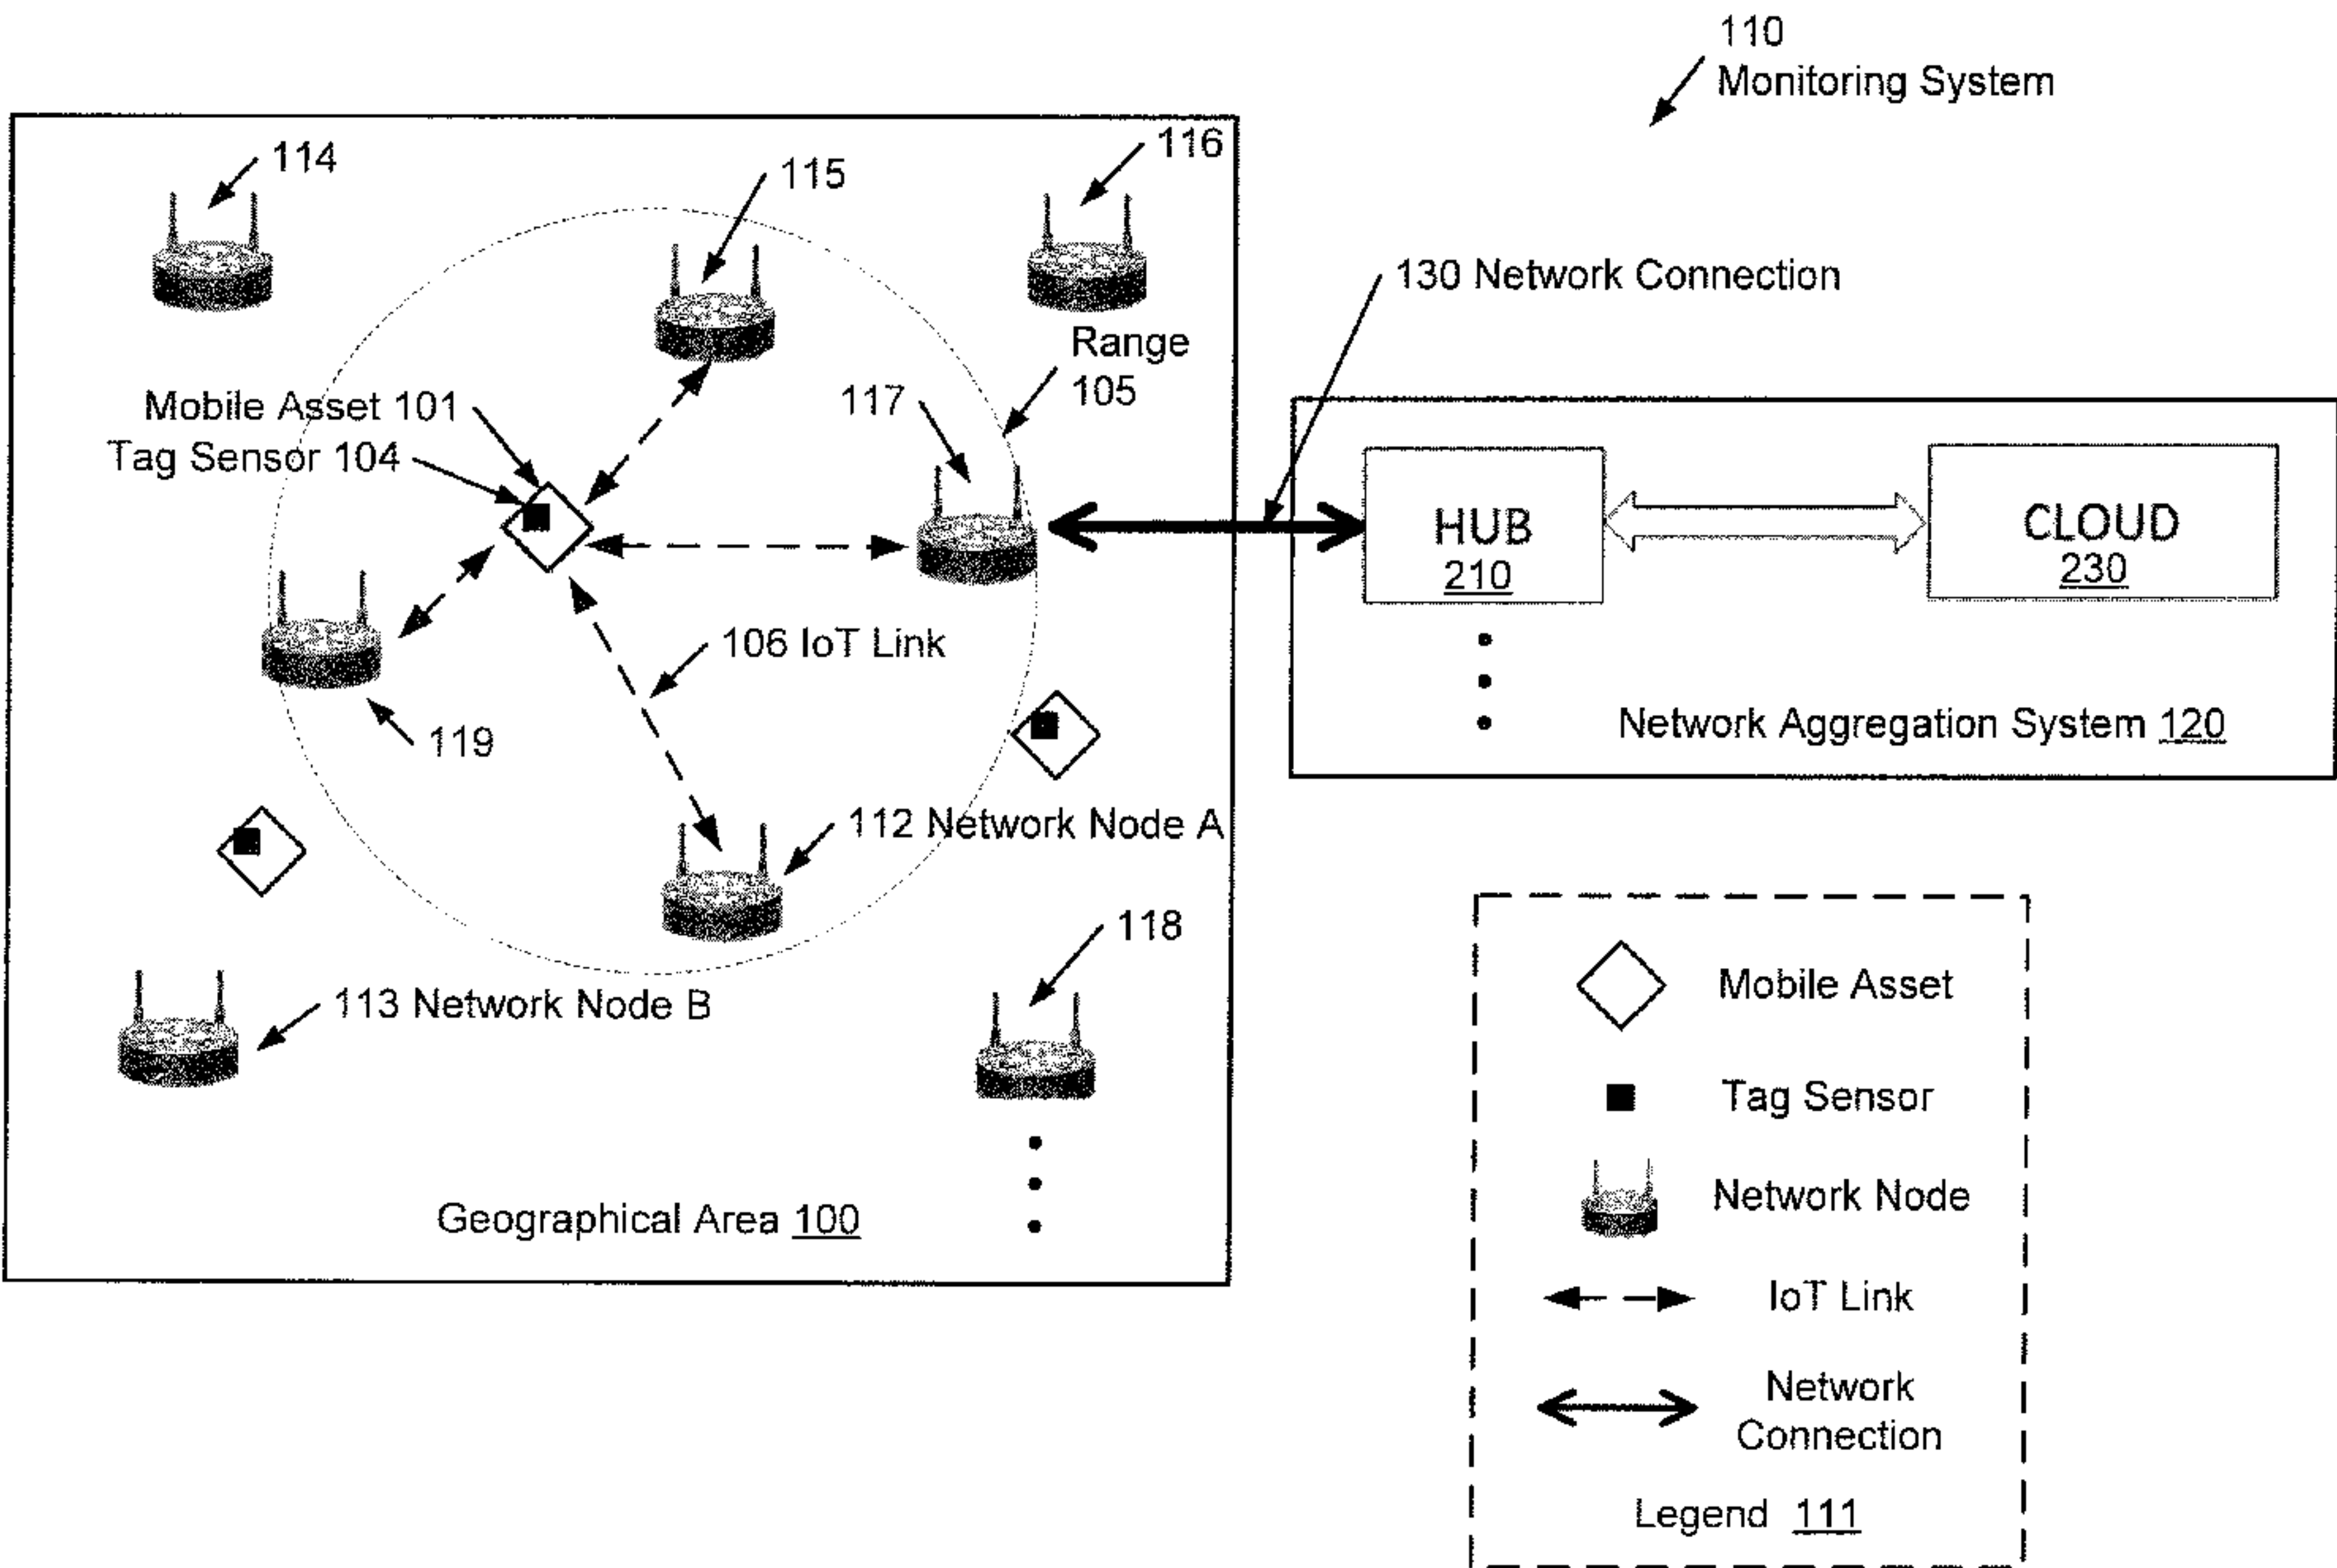 110
Monitoring System
114
115
116
130 Network Connection
Range
105
117
Mobile Asset 101
Tag Sensor 104
HUB
210
CLOUD
230
106 IoT Link
119
Network Aggregation System 120
112 Network Node A
118
113 Network Node B
Geographical Area 100
Mobile Asset
Tag Sensor
Network Node
IoT Link
Network
Connection
Legend 111